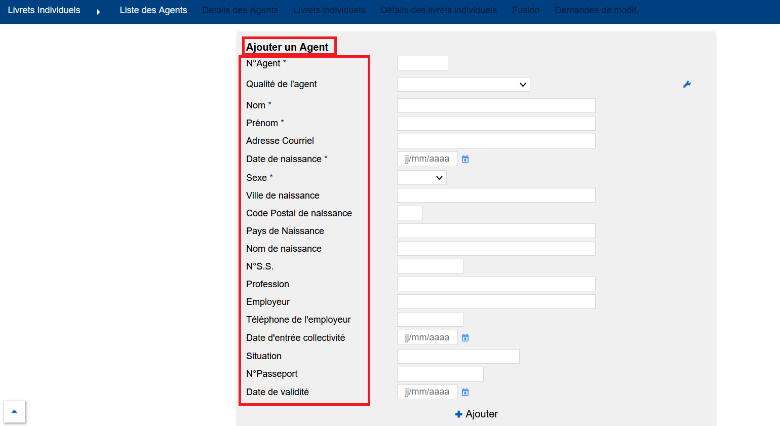 Livrets Individuels Liste des Agents Détails des Agents Livrets individuels Détails des livrets individuels Fusion Demandes de modif.
Ajouter un Agent
N°Agent *
Qualité de l'agent
Nom *
Prénom *
Adresse Courriel
Date de naissance * jj/mm/aaaa
Sexe *
Ville de naissance
Code Postal de naissance
Pays de Naissance
Nom de naissance
N°S.S.
Profession
Employeur
Téléphone de l'employeur
Date d'entrée collectivité jj/mm/aaaa
Situation
N°Passeport
Date de validité jj/mm/aaaa
Ajouter